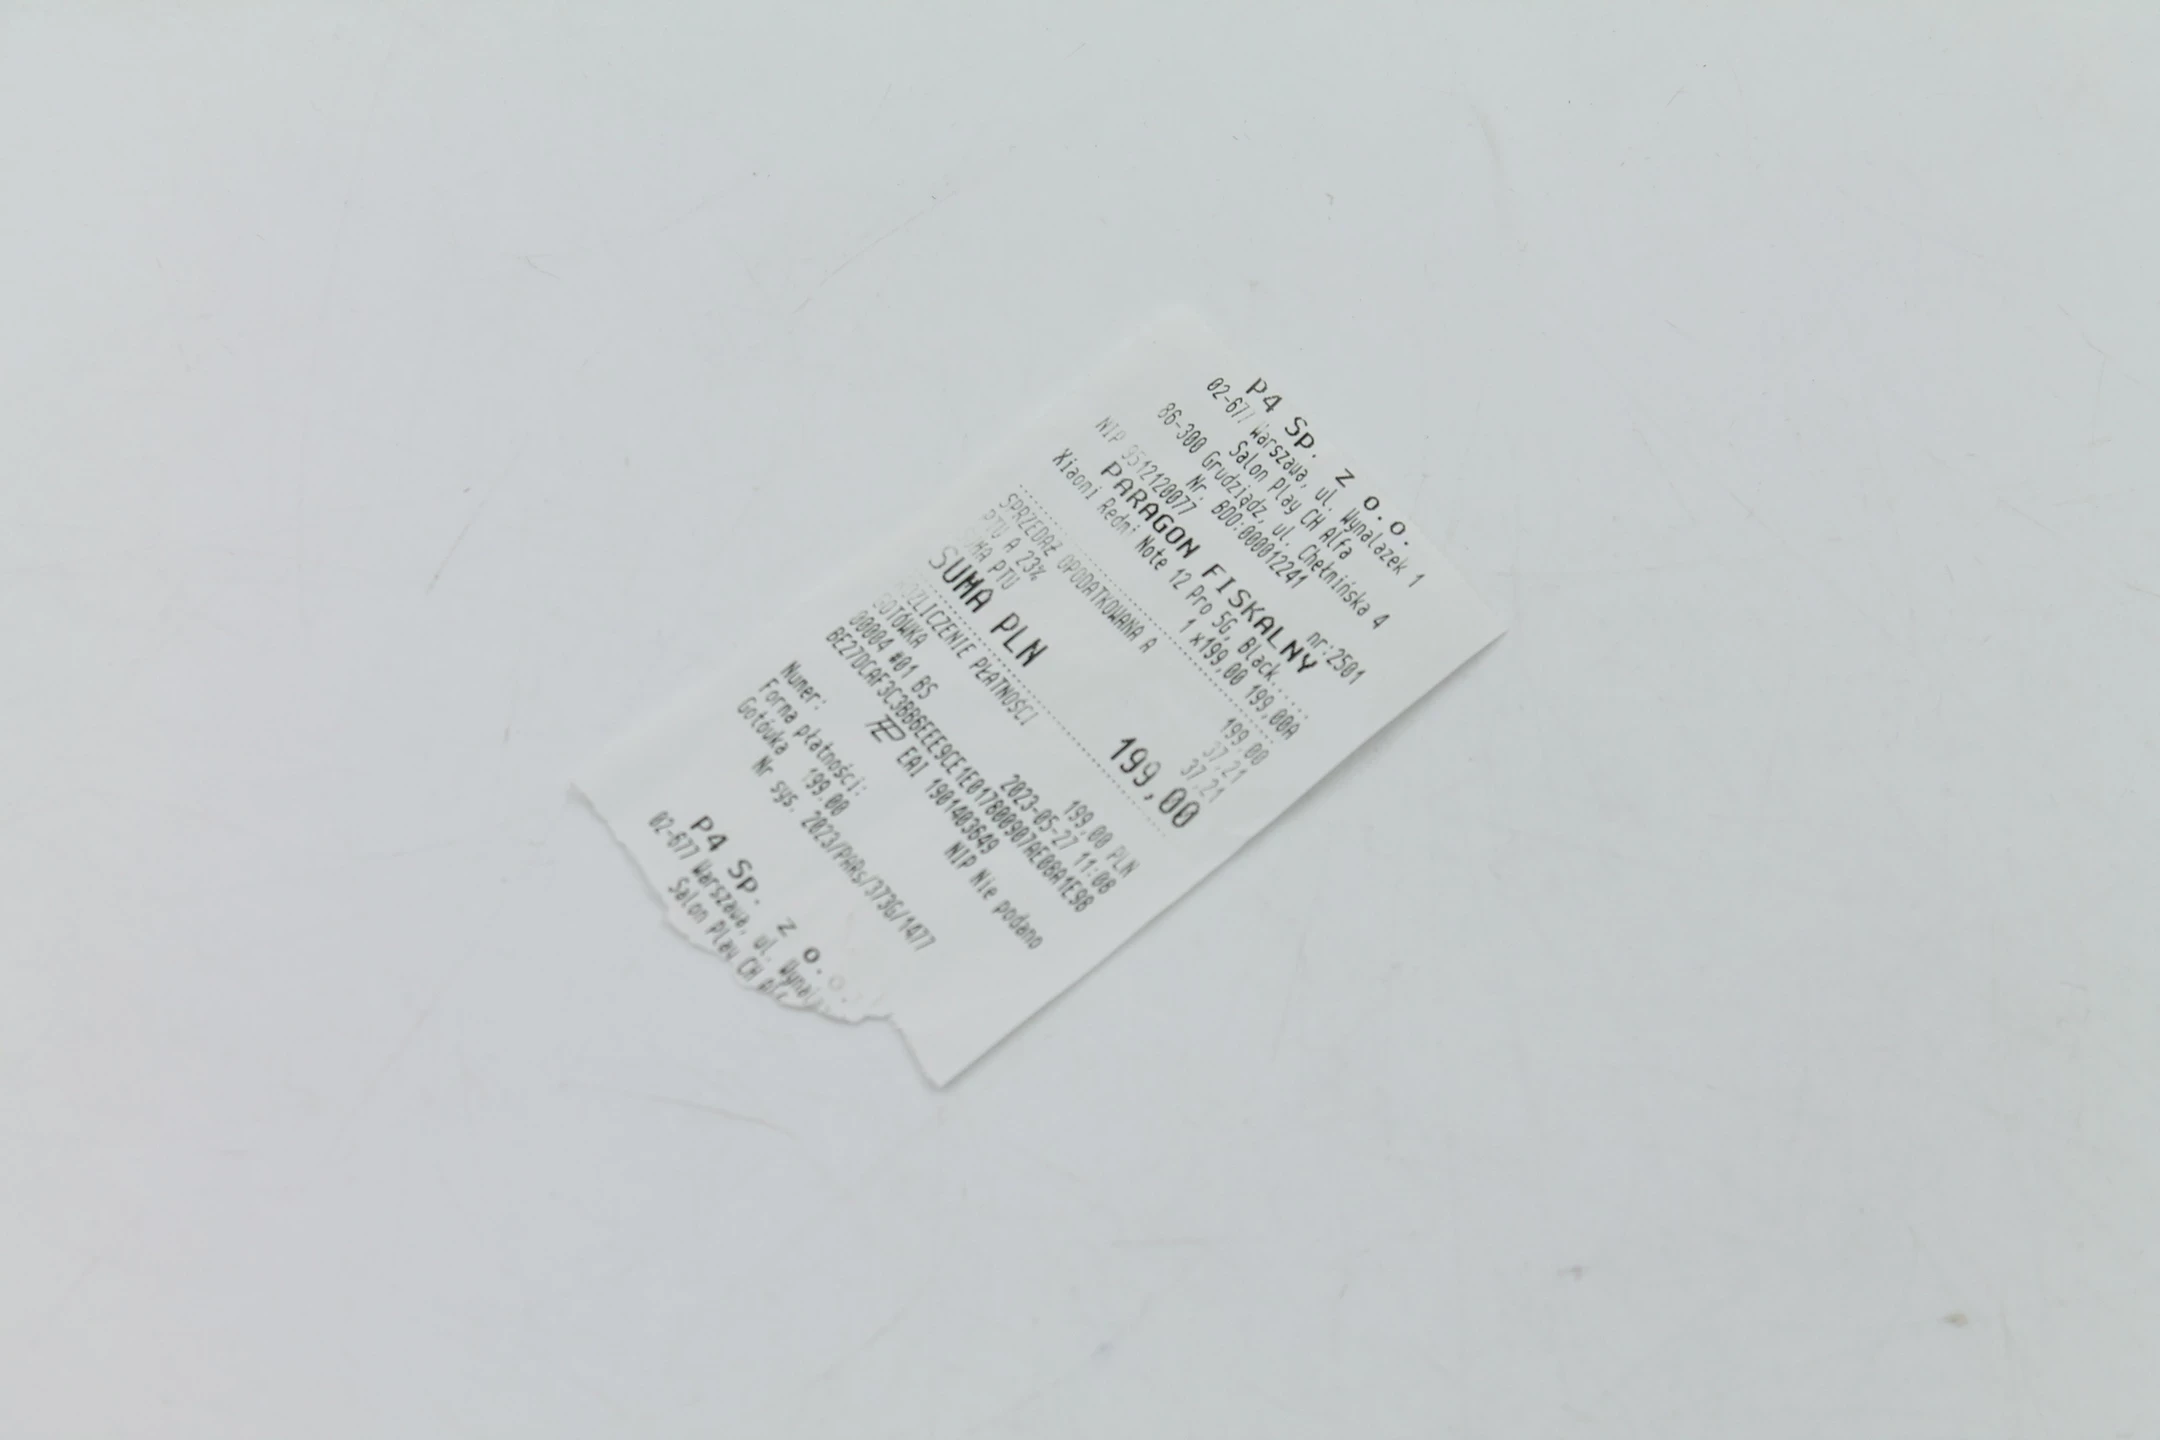 P4 Sp. z o.o.
02-677 Warszawa, ul. Wynalazek 1
Salon Play CH Alfa
86-300 Grudziądz, ul. Chełmińska 4
Nr. BDO:000012241
NIP 9512120077 nr:2501
PARAGON FISKALNY
Xiaomi Redmi Note 12 Pro 5G, Black.....
1 x199,00 199,00A
SPRZEDAŻ OPODATKOWANA A 199,00
PTU A 23% 37,21
SUMA PTU 37,21
SUMA PLN 199,00
ROZLICZENIE PŁATNOŚCI
GOTÓWKA 199,00 PLN
00004 #01 BS 2023-05-27 11:08
BE27DCAF3C3BB6EEE9CE1E017800907AE08A1E98
EAI 1901403649
Numer: NIP Nie podano
Forma płatności:
Gotówka 199.00
Nr sys. 2023/PARs/373G/1477
P4 Sp. z o.o.
02-677 Warszawa, ul.
Salon Play CH